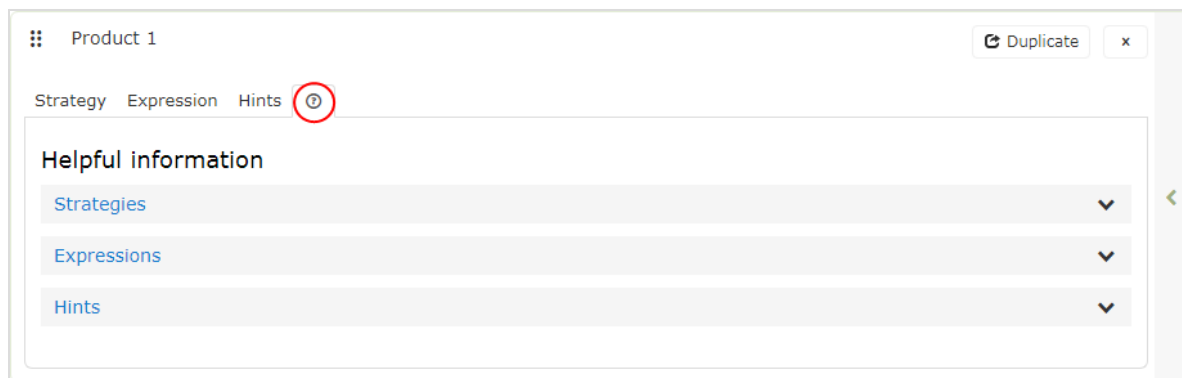 Product 1
Duplicate
x
Strategy Expression Hints ?
Helpful information
Strategies
Expressions
Hints